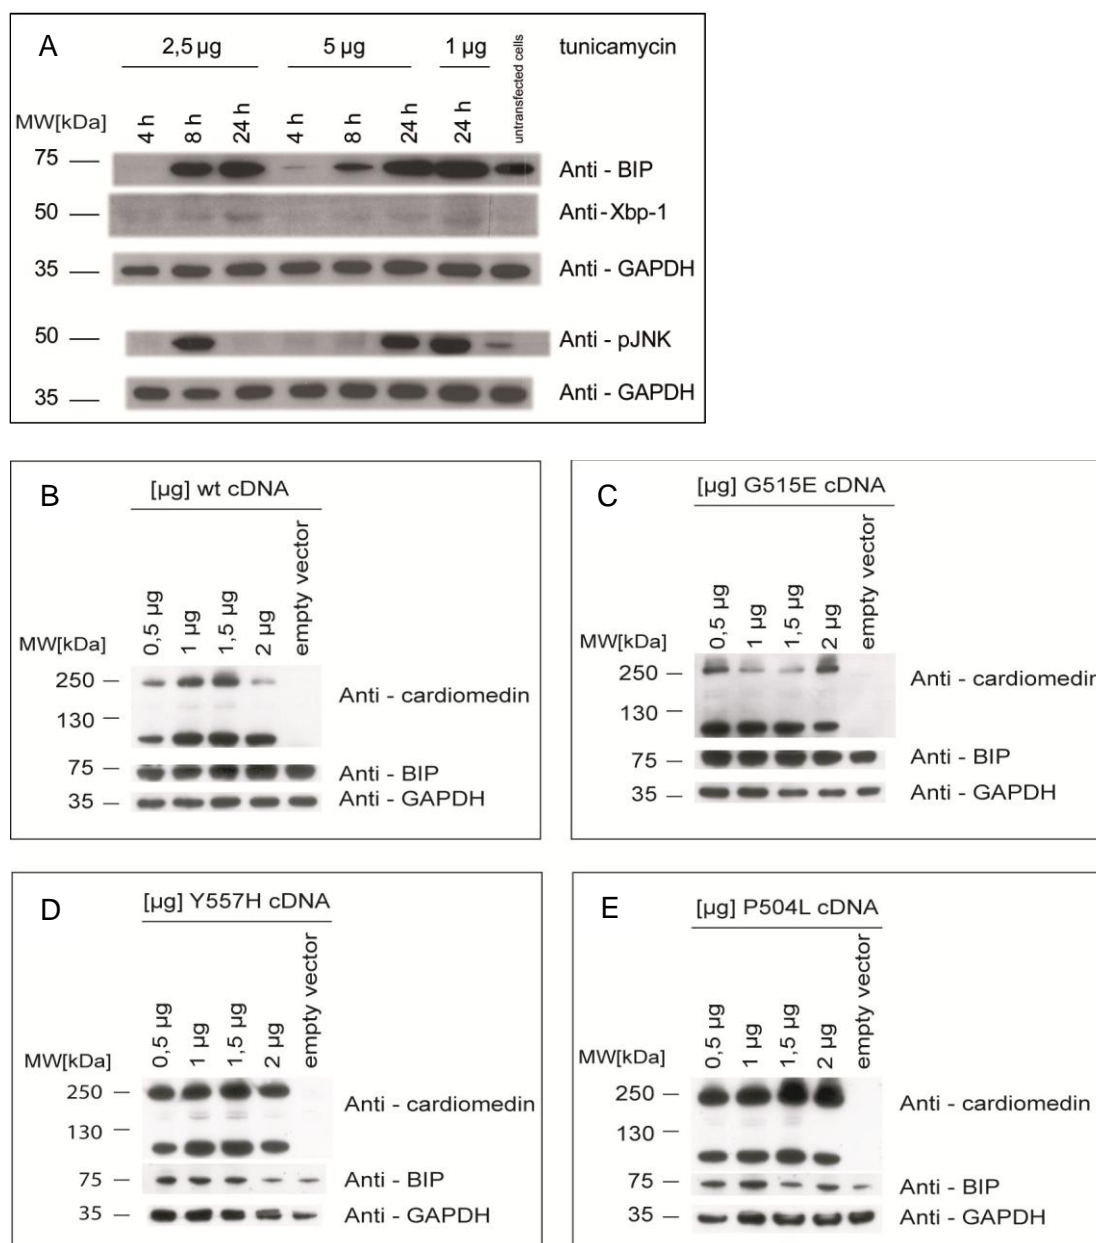 A
2,5 µg 5 µg 1 µg untransfected cells tunicamycin
MW[kDa] 4 h 8 h 24 h 4 h 8 h 24 h 24 h
75 Anti - BIP
50 Anti-Xbp-1
35 Anti - GAPDH
50 Anti - pJNK
35 Anti - GAPDH
B
[µg] wt cDNA
MW[kDa] 0,5 µg 1 µg 1,5 µg 2 µg empty vector
250 Anti - cardiomedin
130
75 Anti - BIP
35 Anti - GAPDH
C
[µg] G515E cDNA
MW[kDa] 0,5 µg 1 µg 1,5 µg 2 µg empty vector
250 Anti - cardiomedin
130
75 Anti - BIP
35 Anti - GAPDH
D
[µg] Y557H cDNA
MW[kDa] 0,5 µg 1 µg 1,5 µg 2 µg empty vector
250 Anti - cardiomedin
130
75 Anti - BIP
35 Anti - GAPDH
E
[µg] P504L cDNA
MW[kDa] 0,5 µg 1 µg 1,5 µg 2 µg empty vector
250 Anti - cardiomedin
130
75 Anti - BIP
35 Anti - GAPDH